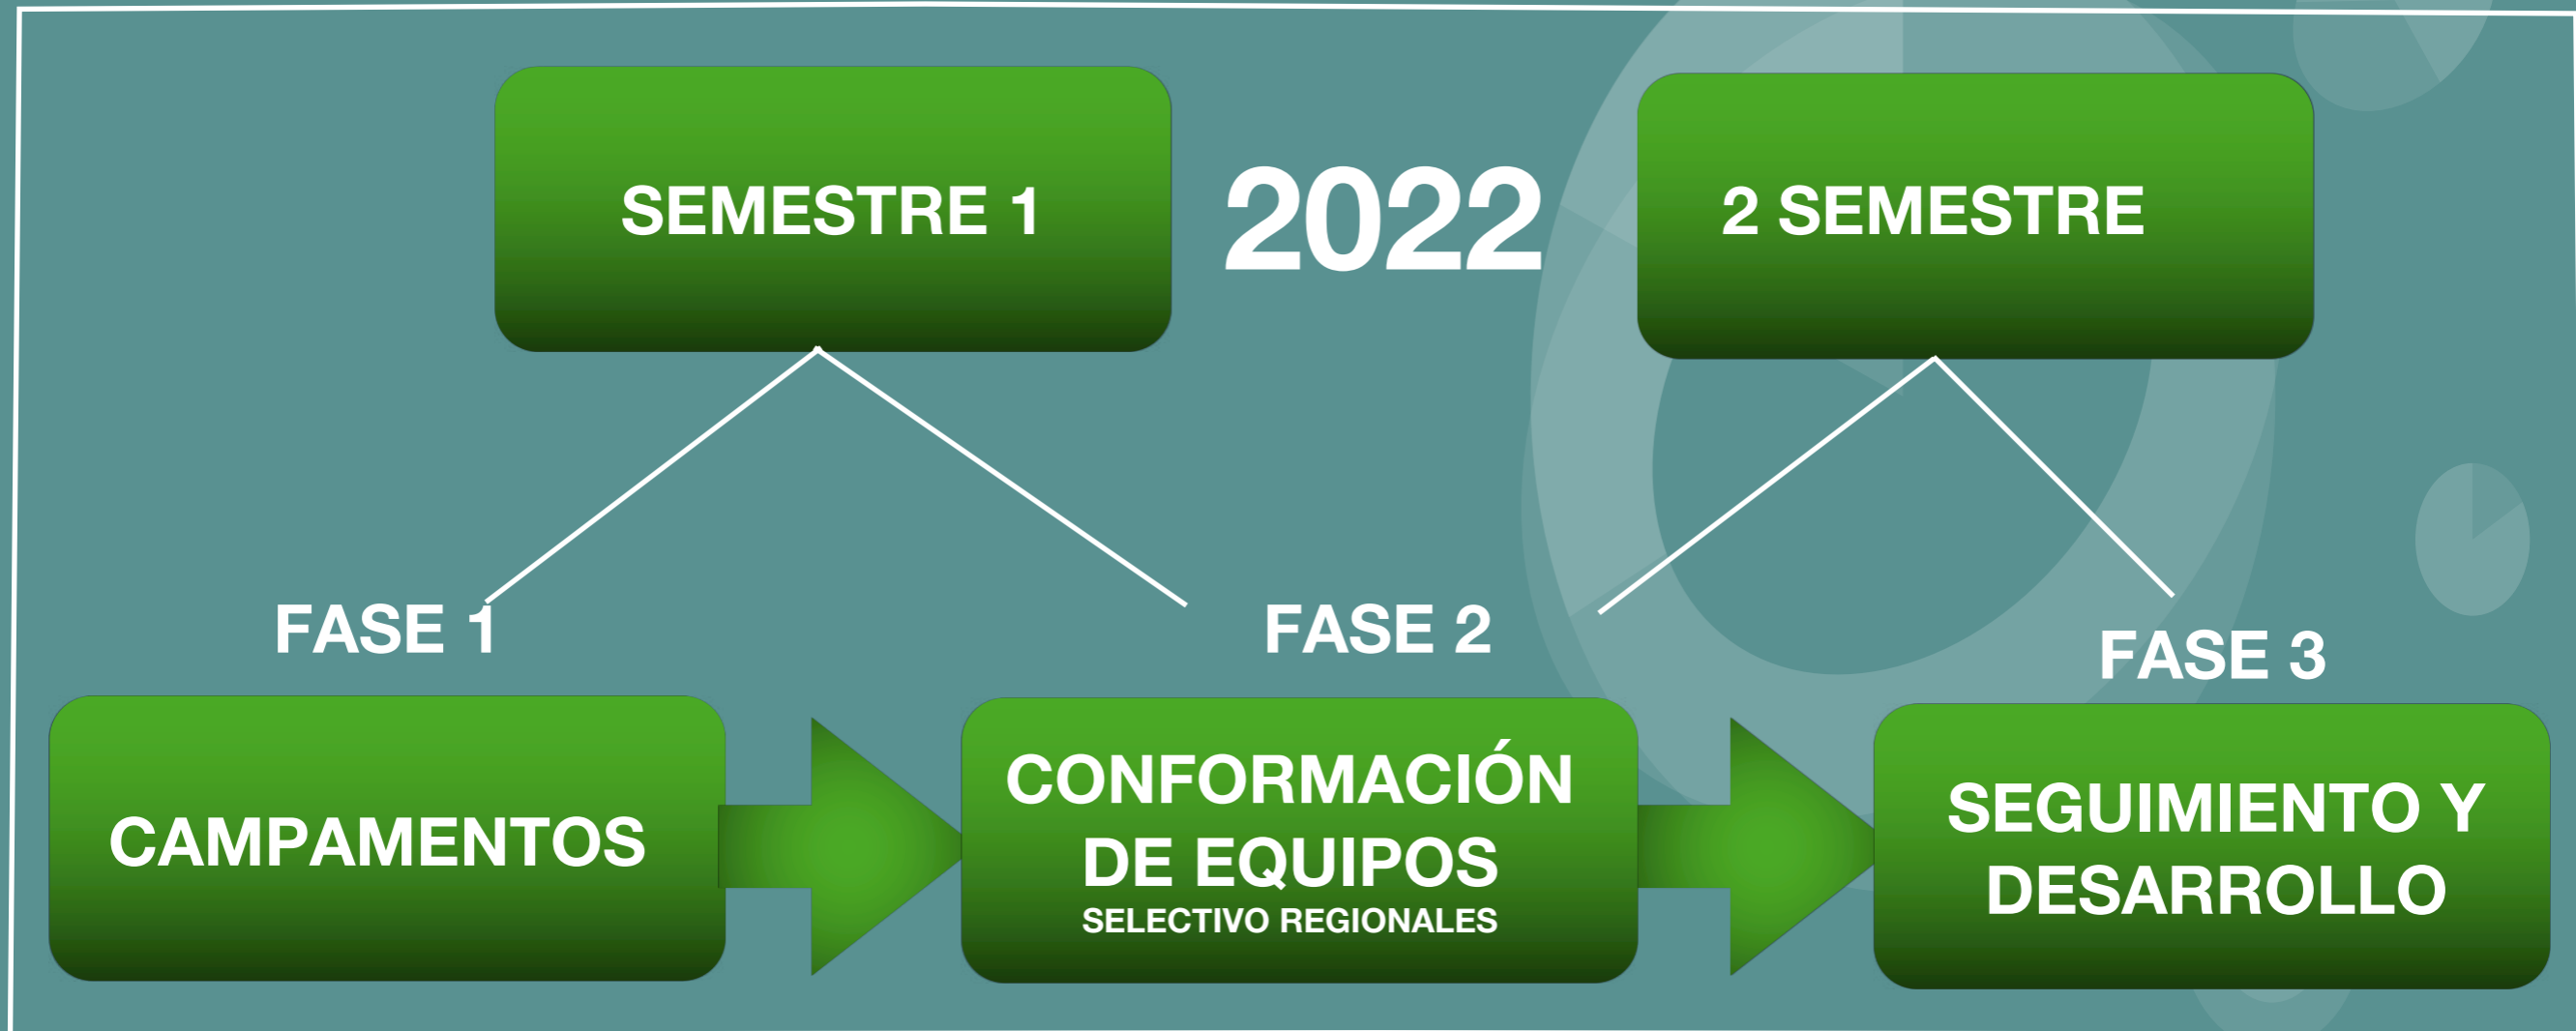 SEMESTRE 1
2022
2 SEMESTRE
FASE 1
FASE 2
FASE 3
CAMPAMENTOS
CONFORMACIÓN
DE EQUIPOS
SELECTIVO REGIONALES
SEGUIMIENTO Y
DESARROLLO